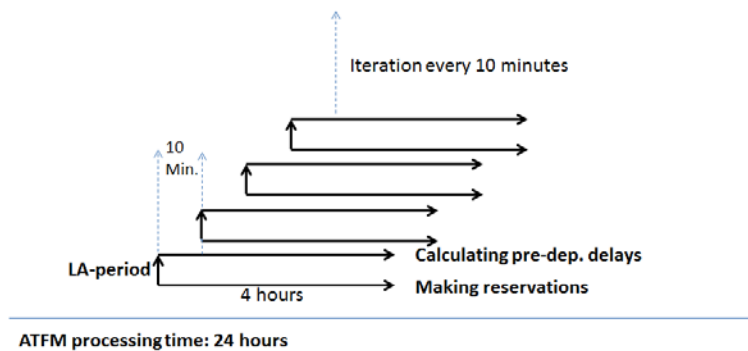 Iteration every 10 minutes
10
Min.
LA-period
Calculating pre-dep. delays
4 hours
Making reservations
ATFM processing time: 24 hours